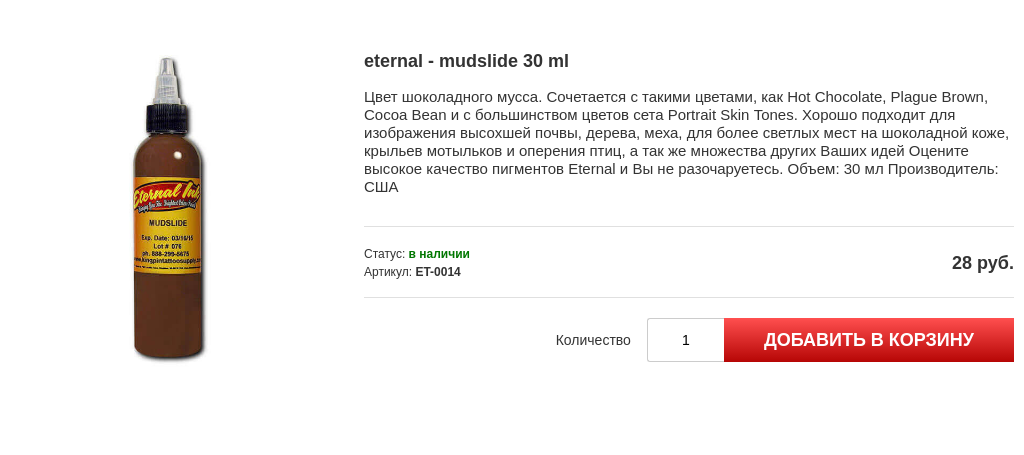 eternal - mudslide 30 ml
Цвет шоколадного мусса. Сочетается с такими цветами, как Hot Chocolate, Plague Brown,
Cocoa Bean и с большинством цветов сета Portrait Skin Tones. Хорошо подходит для
изображения высохшей почвы, дерева, меха, для более светлых мест на шоколадной коже,
крыльев мотыльков и оперения птиц, а так же множества других Ваших идей Оцените
высокое качество пигментов Eternal и Вы не разочаруетесь. Объем: 30 мл Производитель:
США
Статус: в наличии
Артикул: ET-0014
28 руб.
Количество
1
ДОБАВИТЬ В КОРЗИНУ
Eternal Ink
MUDSLIDE
Exp. Date: 03/16/15
Lot # 076
ph. 888-299-8675
www.kingpintattoosupply.com